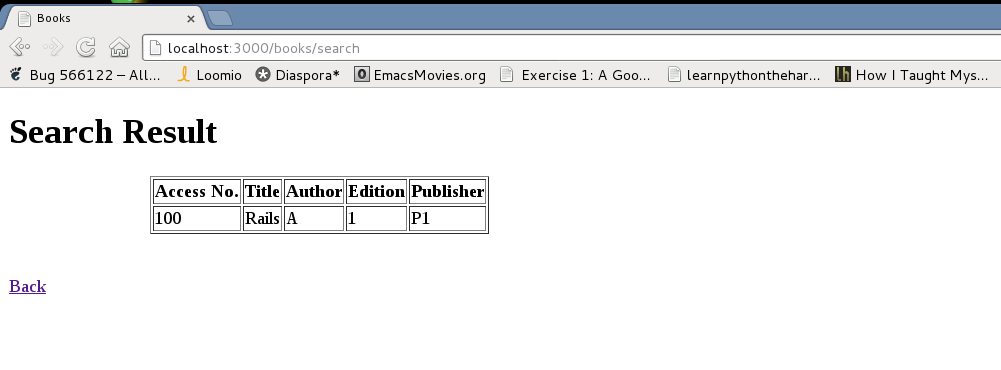 Books
localhost:3000/books/search
Bug 566122 – All... Loomio Diaspora* EmacsMovies.org Exercise 1: A Goo... learnpythonthehar... How I Taught Mys...
Search Result
Access No. Title Author Edition Publisher
100 Rails A 1 P1
Back